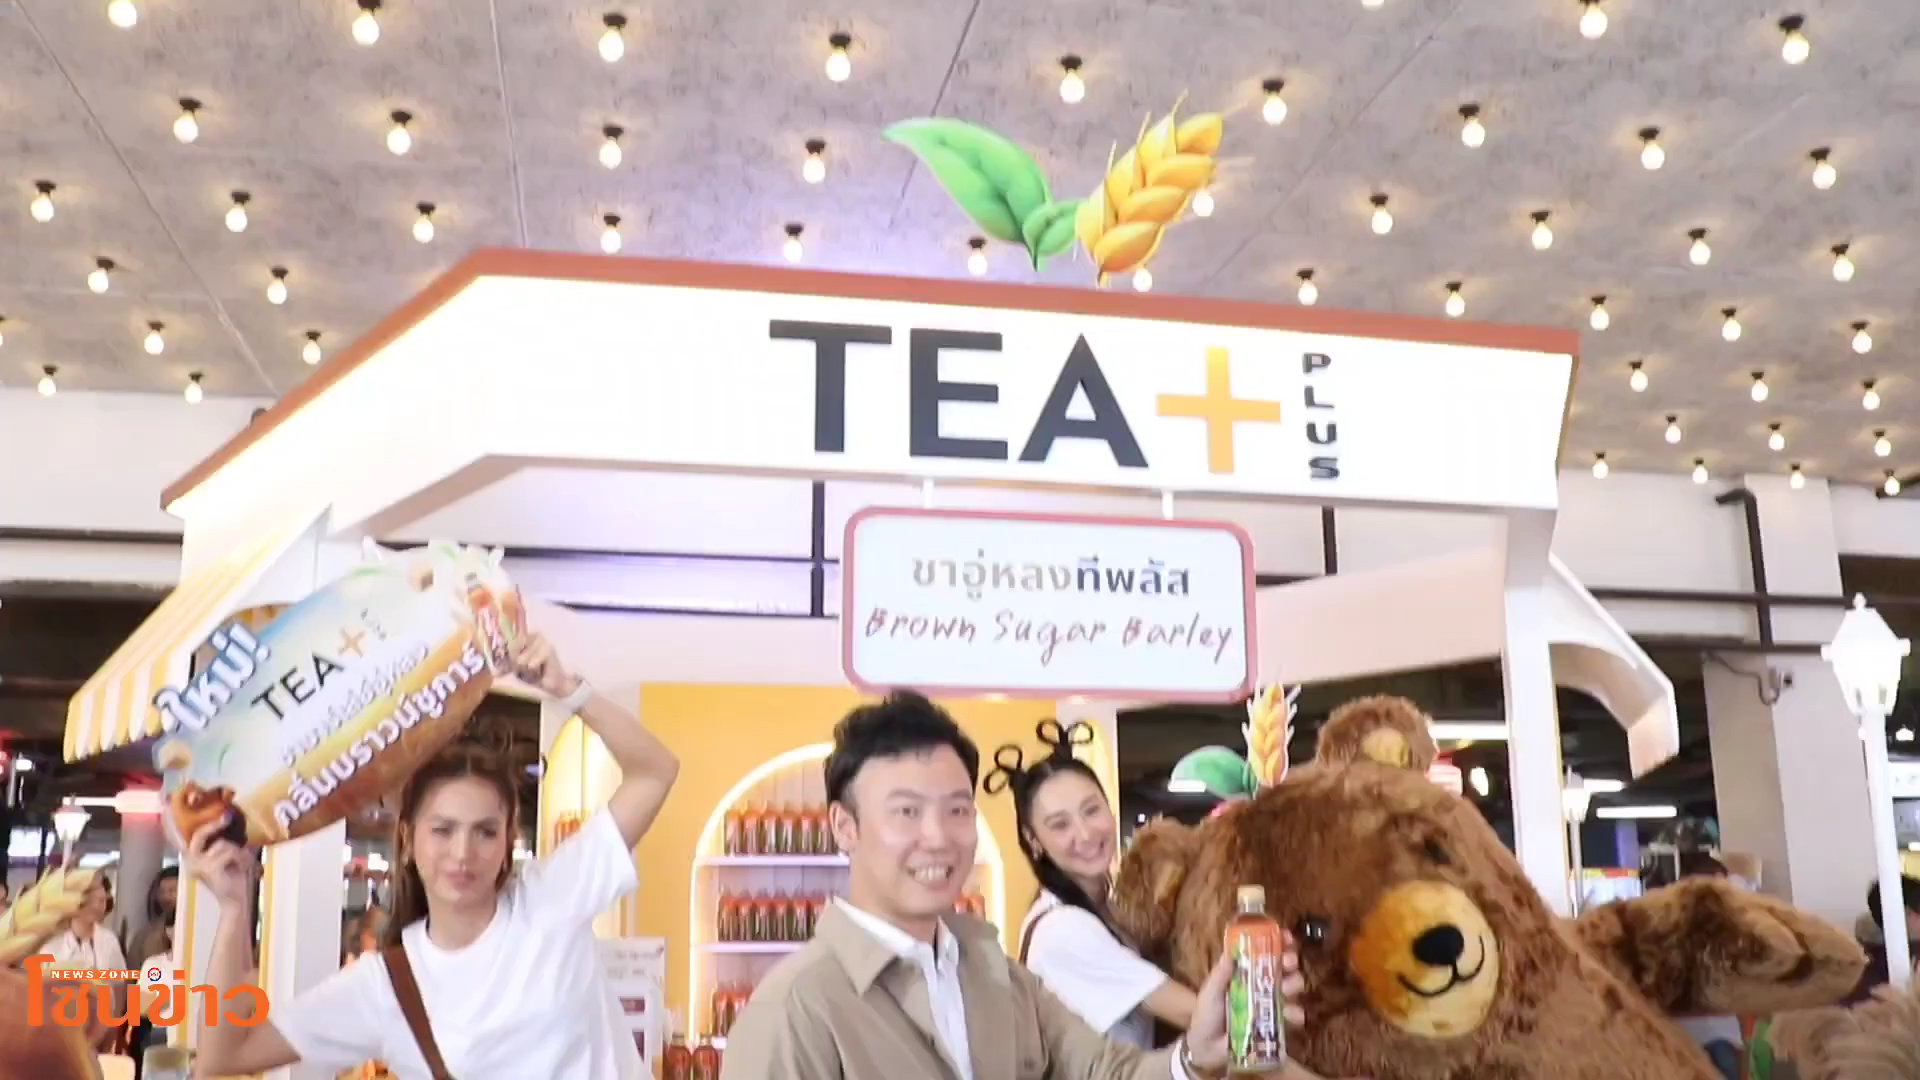 TEA+
PLUS
ชาอู่หลงทีพลัส
Brown Sugar Barley
ใหม่!
TEA+
PLUS
กลิ่นบราวน์ชูการ์
NEWS ZONE
โซนข่าว